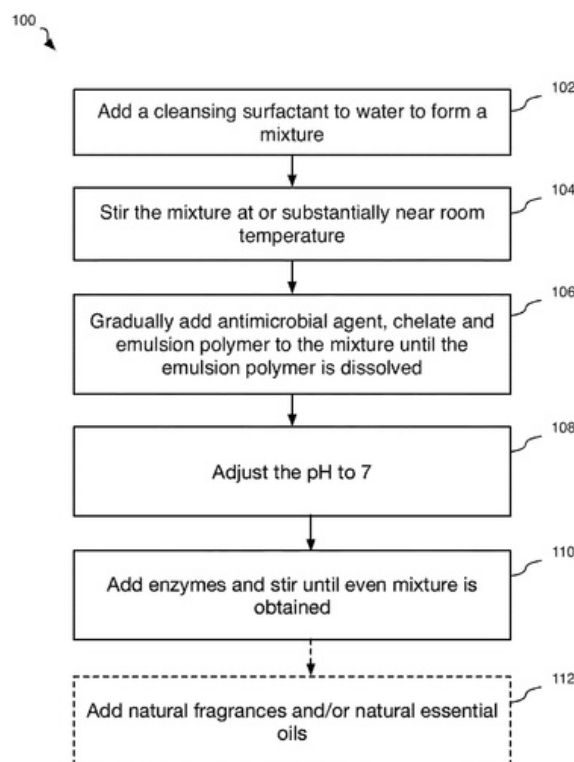 100
102
Add a cleansing surfactant to water to form a
mixture
104
Stir the mixture at or substantially near room
temperature
106
Gradually add antimicrobial agent, chelate and
emulsion polymer to the mixture until the
emulsion polymer is dissolved
108
Adjust the pH to 7
110
Add enzymes and stir until even mixture is
obtained
112
Add natural fragrances and/or natural essential
oils